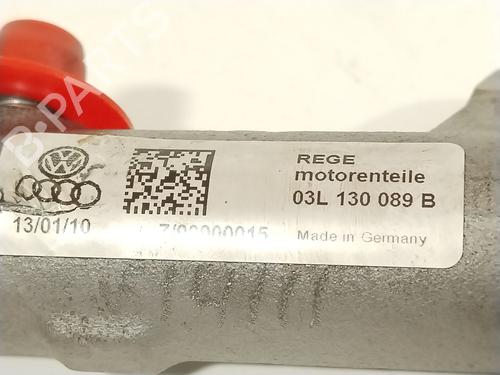 B-PARTS
REGE
motorenteile
03L 130 089 B
Made in Germany
13/01/10